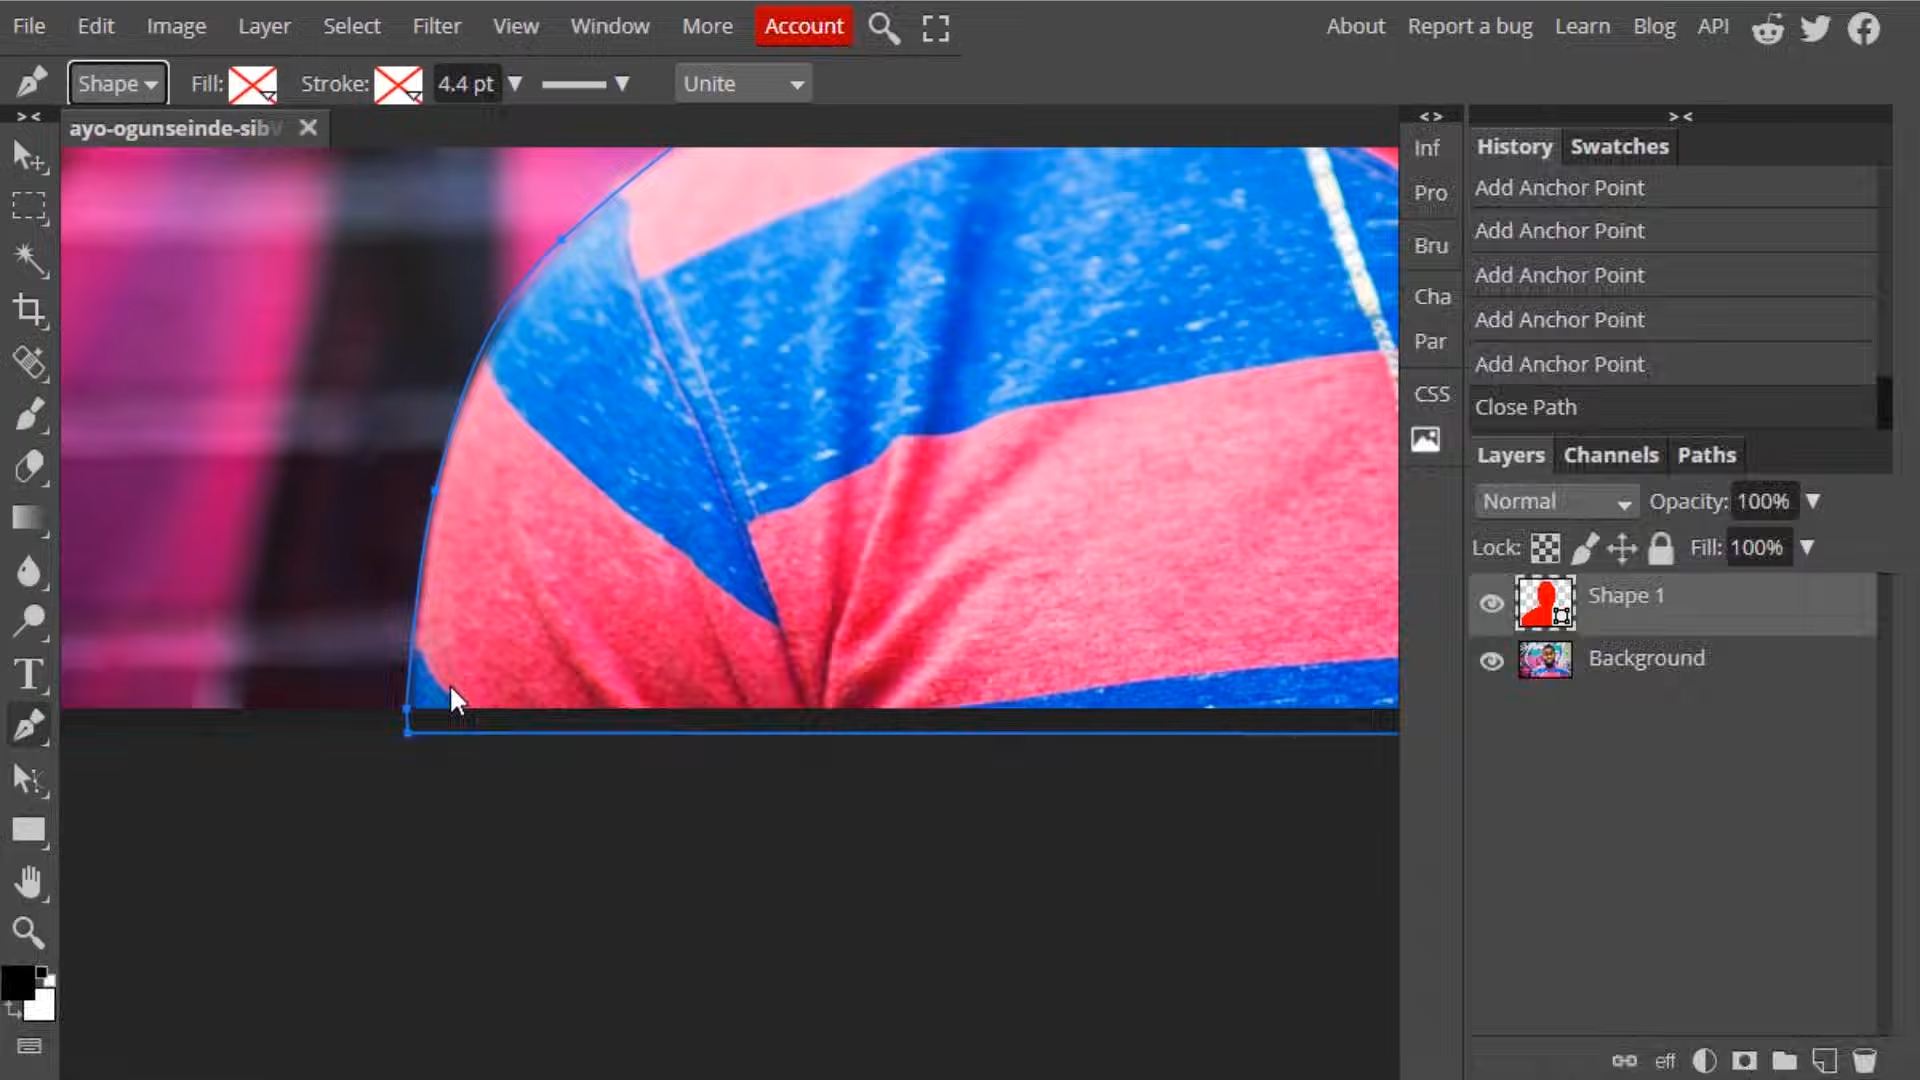 File Edit Image Layer Select Filter View Window More Account About Report a bug Learn Blog API
Shape Fill: Stroke: 4.4 pt Unite
> < < > > <
ayo-ogunseinde-sibV
Inf
Pro
Bru
Cha
Par
CSS
History Swatches
Add Anchor Point
Add Anchor Point
Add Anchor Point
Add Anchor Point
Add Anchor Point
Close Path
Layers Channels Paths
Normal Opacity: 100%
Lock: Fill: 100%
Shape 1
Background
T
eff